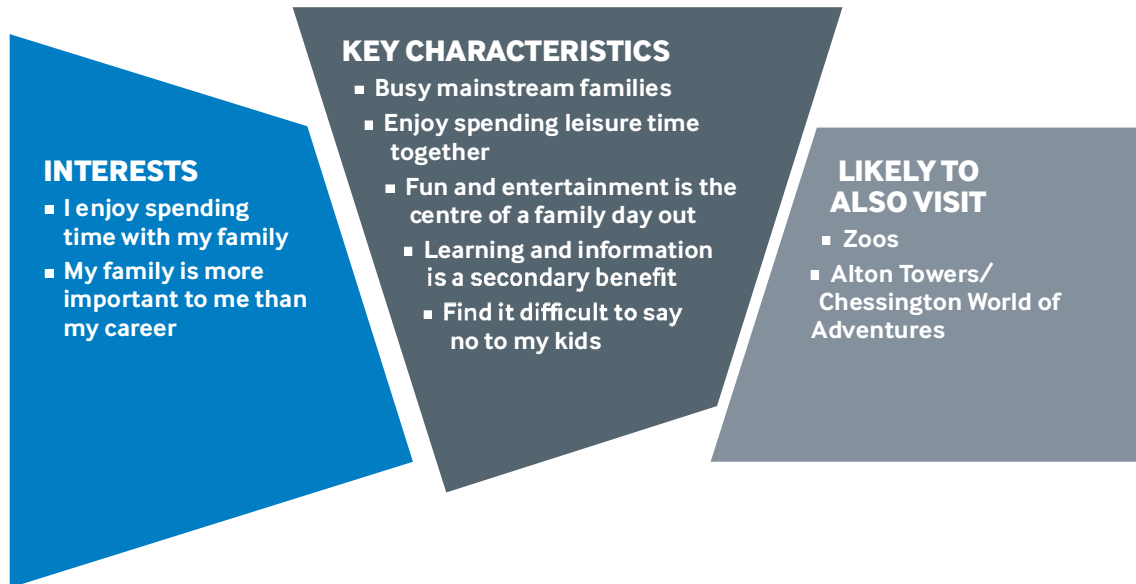 INTERESTS
▪ I enjoy spending
time with my family
▪ My family is more
important to me than
my career
KEY CHARACTERISTICS
▪ Busy mainstream families
▪ Enjoy spending leisure time
together
▪ Fun and entertainment is the
centre of a family day out
▪ Learning and information
is a secondary benefit
▪ Find it difficult to say
no to my kids
LIKELY TO
ALSO VISIT
▪ Zoos
▪ Alton Towers/
Chessington World of
Adventures